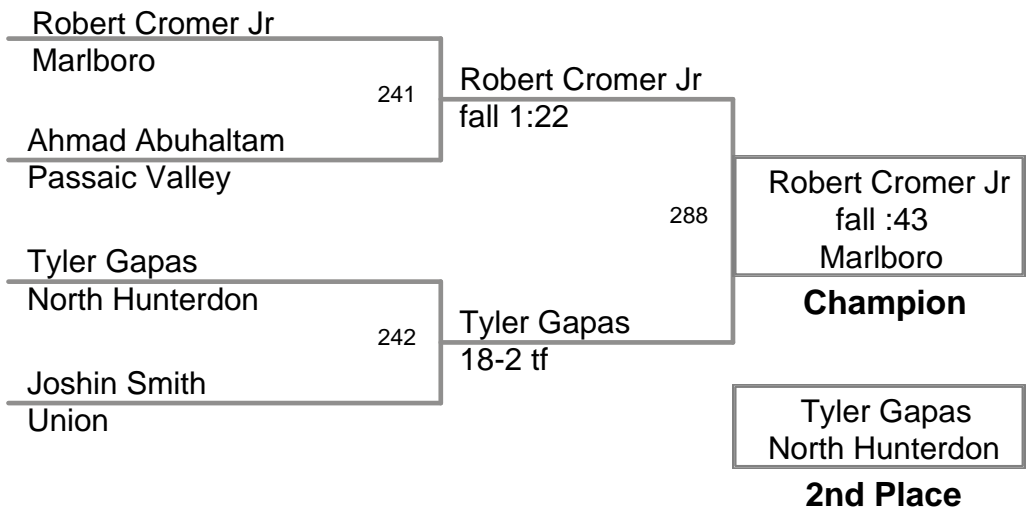 Robert Cromer Jr
Marlboro
241
Ahmad Abuhaltam
Passaic Valley
Tyler Gapas
North Hunterdon
242
Joshin Smith
Union
Robert Cromer Jr
fall 1:22
288
Tyler Gapas
18-2 tf
Robert Cromer Jr
fall :43
Marlboro
Champion
Tyler Gapas
North Hunterdon
2nd Place